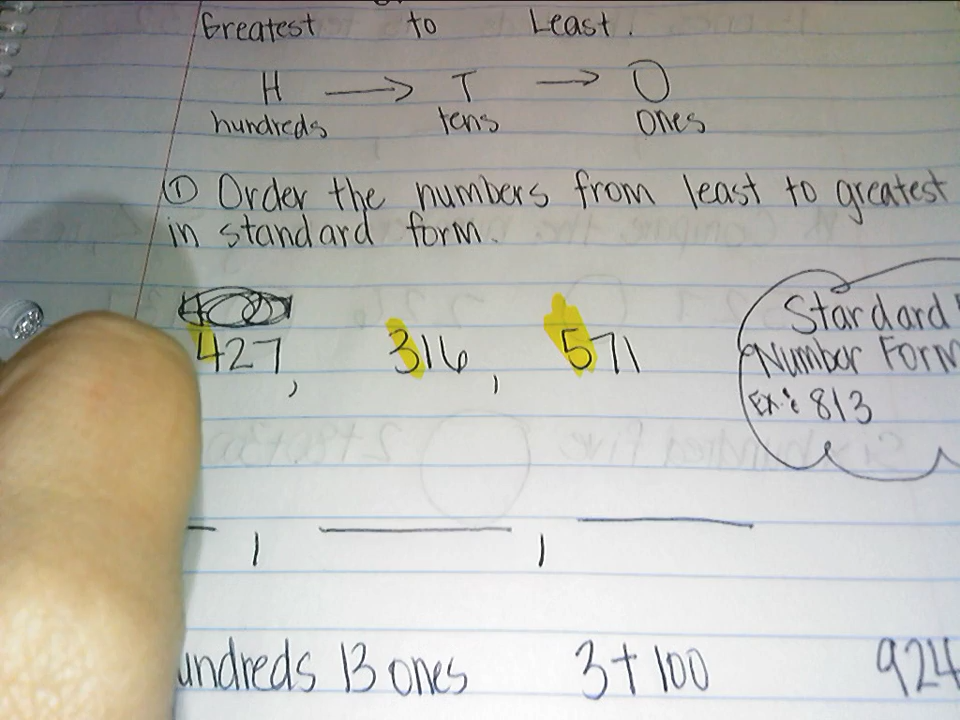 Greatest to Least.
H → T → O
hundreds tens ones
① Order the numbers from least to greatest
in standard form.
427, 316, 571
Stardard
Number Form
Ex: 813
undreds 13 ones 3+100 924